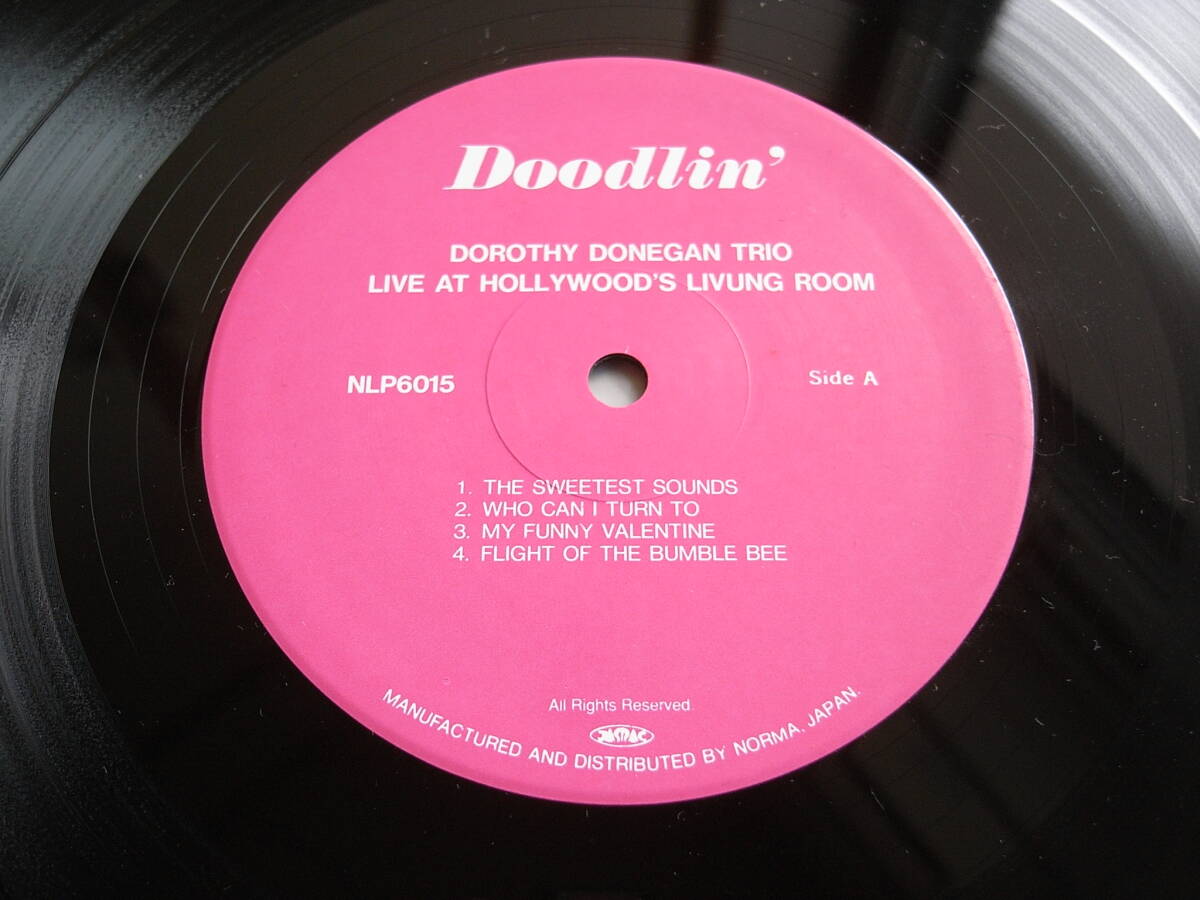 Doodlin'
DOROTHY DONEGAN TRIO
LIVE AT HOLLYWOOD'S LIVUNG ROOM
NLP6015
Side A
1. THE SWEETEST SOUNDS
2. WHO CAN I TURN TO
3. MY FUNNY VALENTINE
4. FLIGHT OF THE BUMBLE BEE
All Rights Reserved.
JASRAC
MANUFACTURED AND DISTRIBUTED BY NORMA. JAPAN.